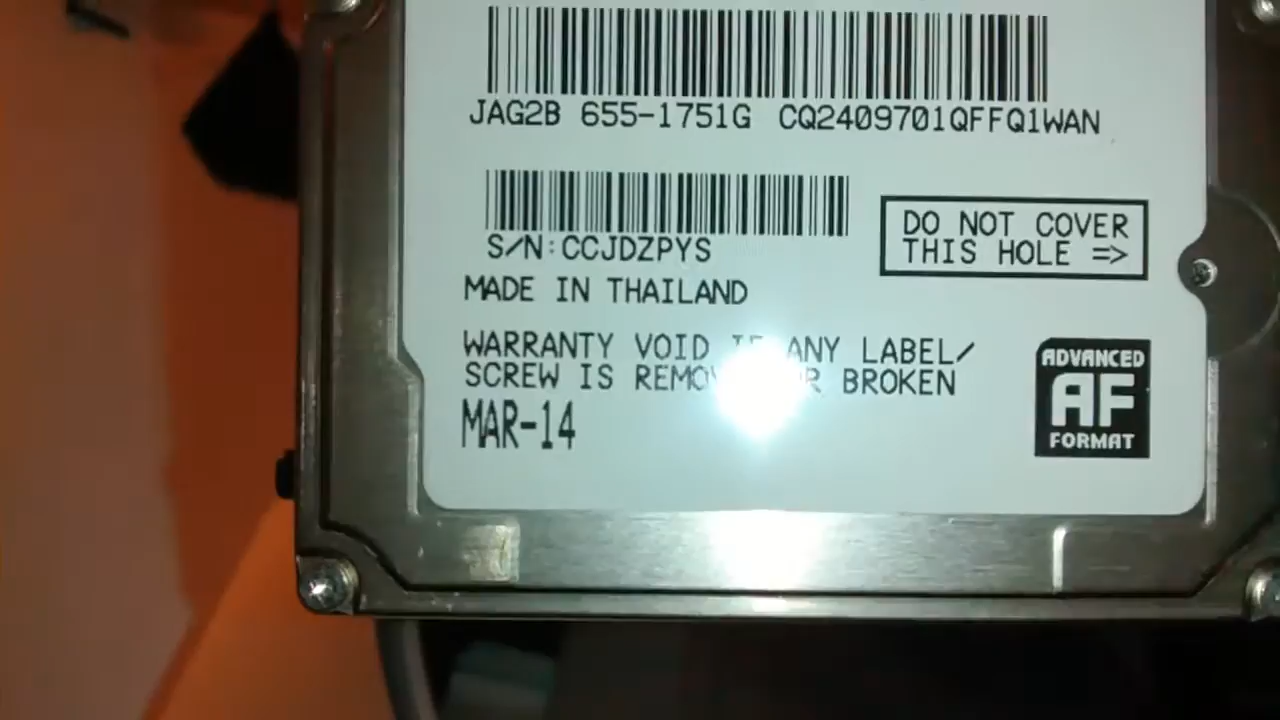 JAG2B 655-1751G CQ2409701QFFQ1WAN
S/N:CCJDZPYS
DO NOT COVER
THIS HOLE =>
MADE IN THAILAND
WARRANTY VOID IF ANY LABEL/
SCREW IS BROKEN
MAR-14
ADVANCED
AF
FORMAT